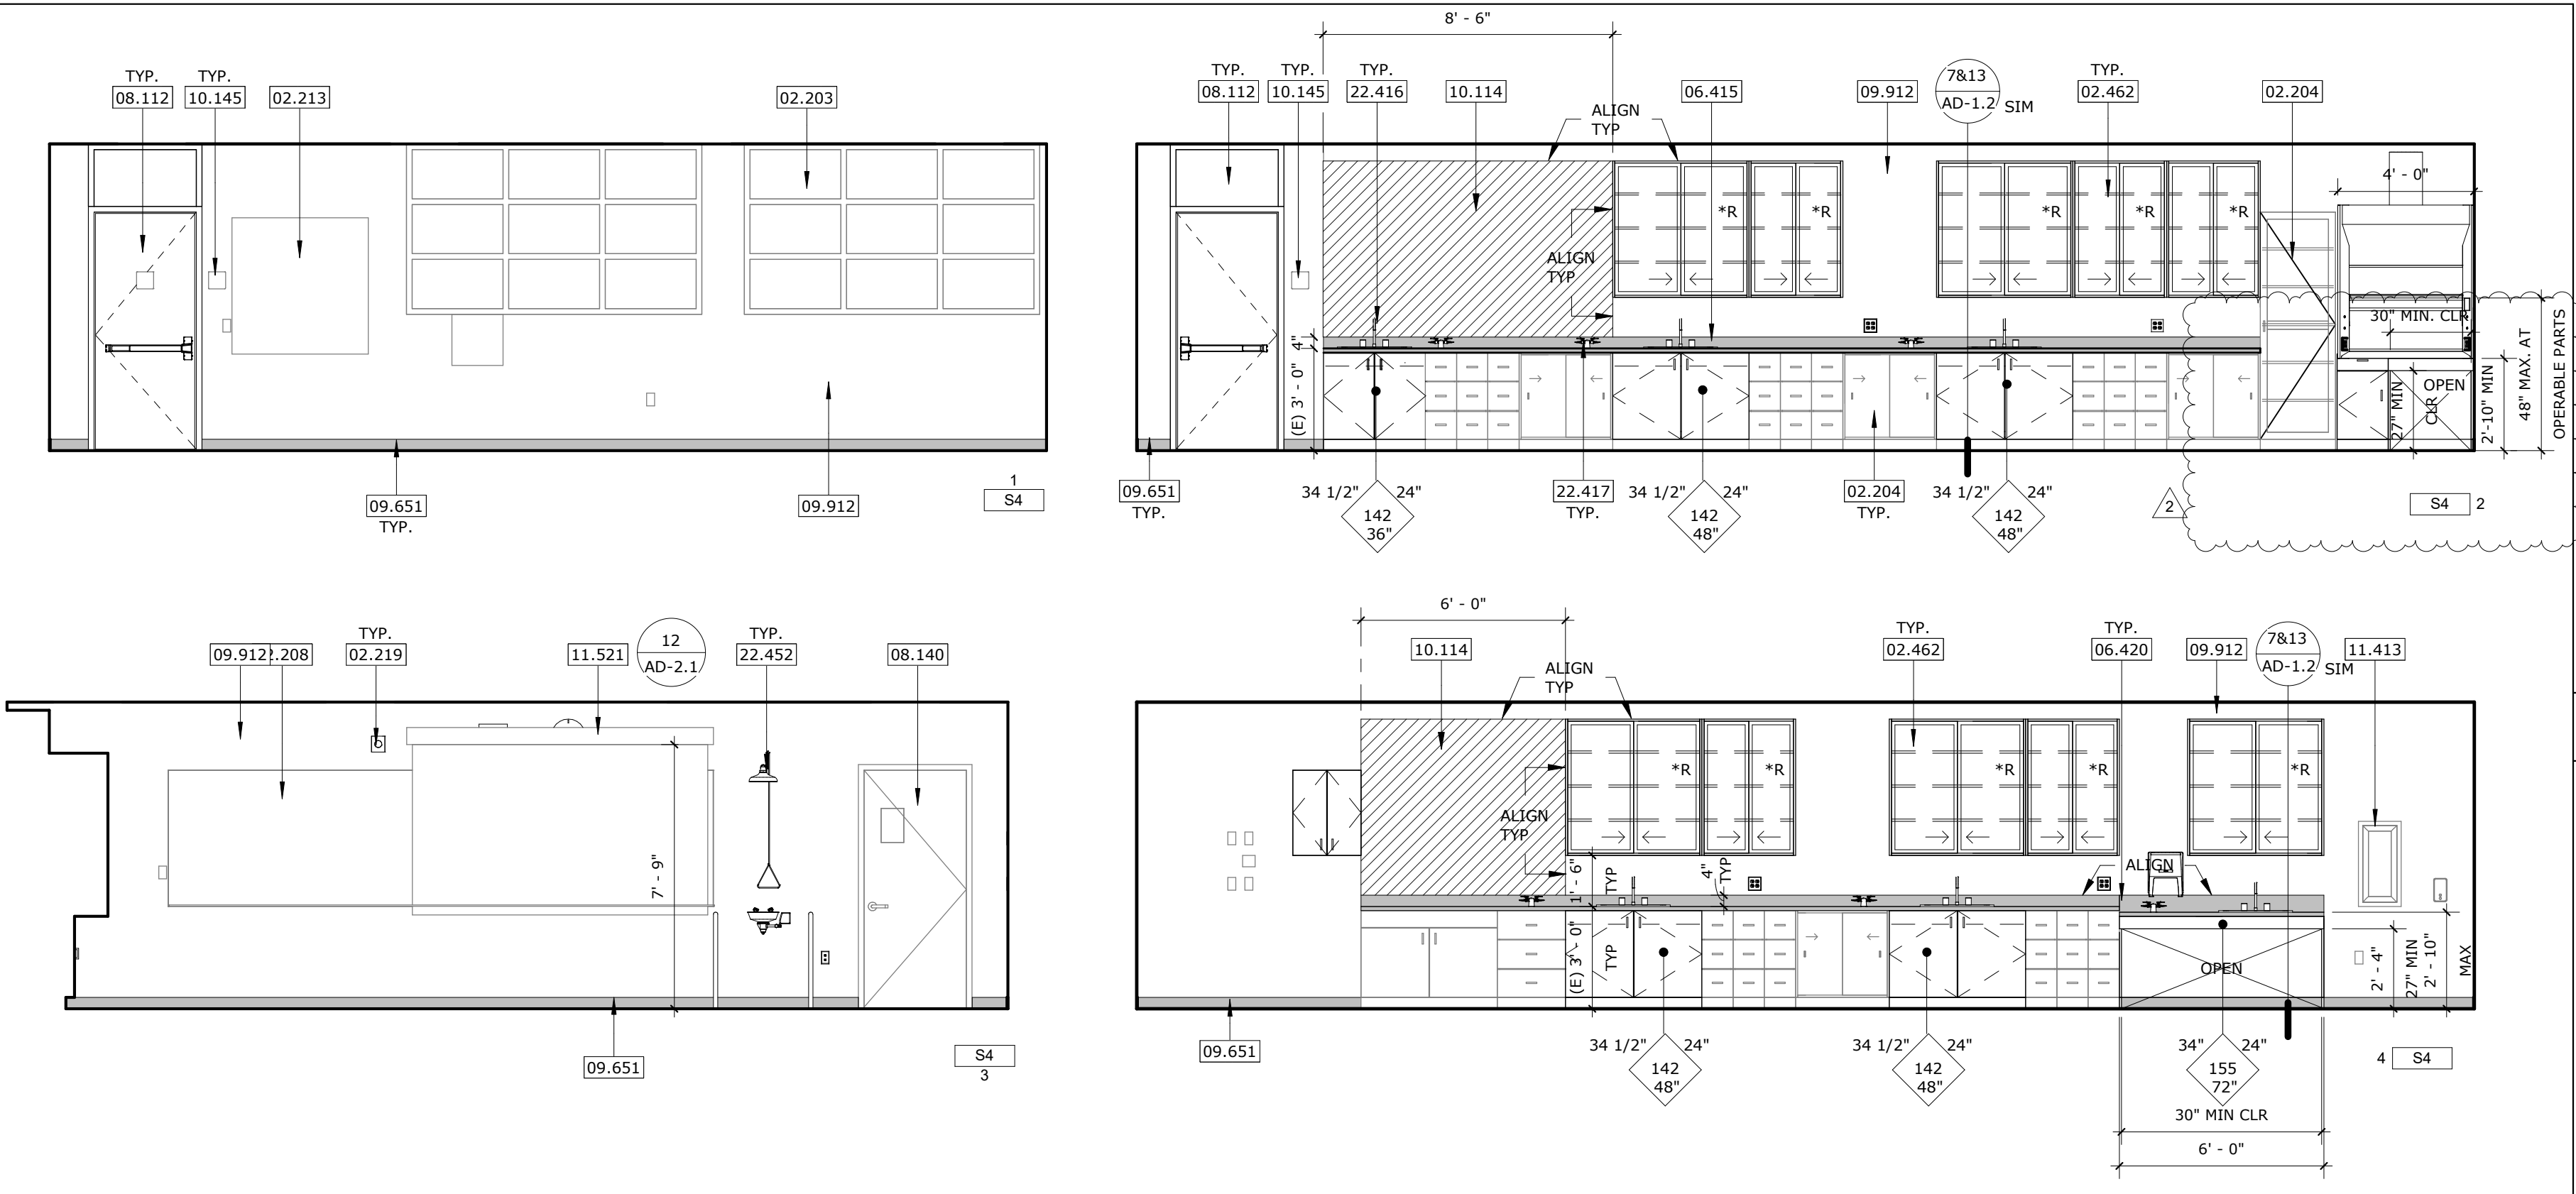 TYP.
08.112
TYP.
10.145
02.213
02.203
09.651
TYP.
09.912
1
S4
8' - 6"
TYP.
08.112
TYP.
10.145
TYP.
22.416
10.114
ALIGN
TYP
06.415
09.912
7&13
AD-1.2
SIM
TYP.
02.462
02.204
4' - 0"
*R
*R
*R
*R
*R
ALIGN
TYP
4"
(E) 3' - 0"
30" MIN. CLR
OPEN
27" MIN
CLR
2'-10" MIN
48" MAX. AT
OPERABLE PARTS
09.651
TYP.
34 1/2"
24"
142
36"
22.417
TYP.
34 1/2"
24"
142
48"
02.204
TYP.
34 1/2"
24"
142
48"
2
S4
2
09.912
2.208
TYP.
02.219
11.521
12
AD-2.1
TYP.
22.452
08.140
7' - 9"
09.651
S4
3
6' - 0"
10.114
ALIGN
TYP
TYP.
02.462
TYP.
06.420
09.912
7&13
AD-1.2
SIM
11.413
*R
*R
*R
*R
*R
ALIGN
TYP
1' - 6"
TYP
4"
TYP
ALIGN
(E) 3' - 0"
TYP
OPEN
2' - 4"
27" MIN
2' - 10"
MAX
09.651
34 1/2"
24"
142
48"
34 1/2"
24"
142
48"
34"
24"
155
72"
4
S4
30" MIN CLR
6' - 0"